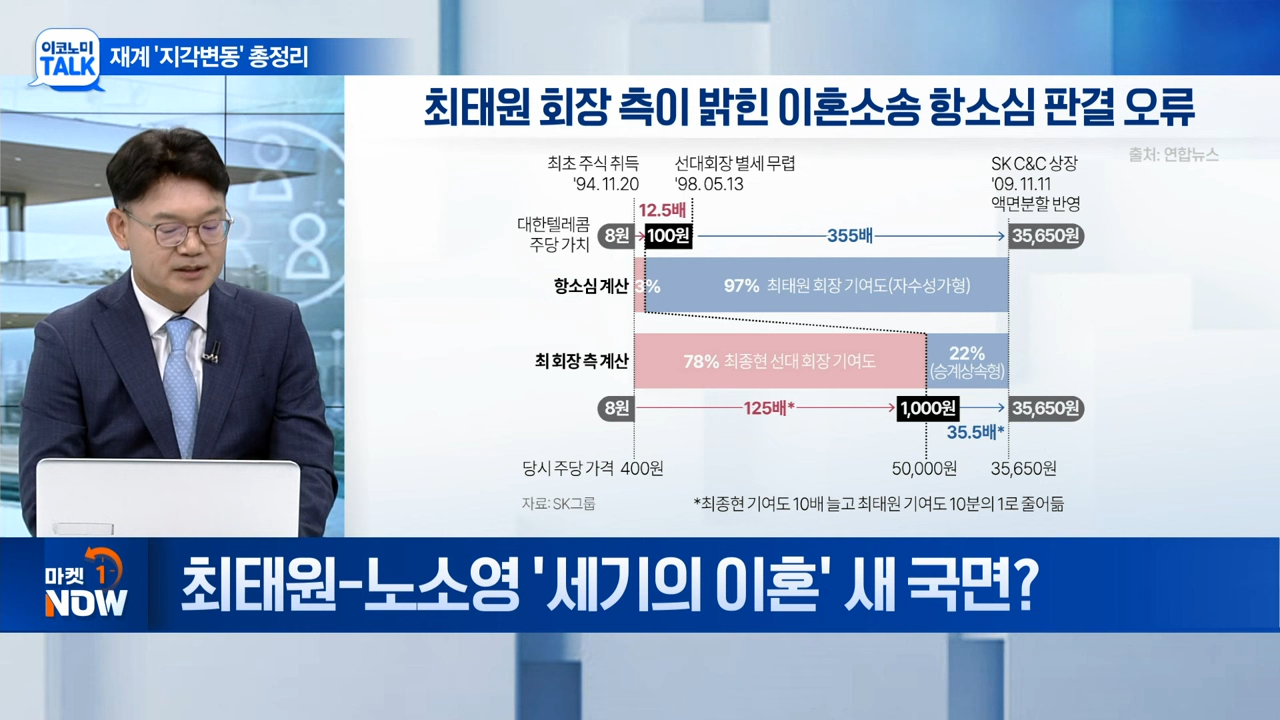 이코노미
TALK
재계 '지각변동' 총정리
최태원 회장 측이 밝힌 이혼소송 항소심 판결 오류
출처: 연합뉴스
최초 주식 취득
'94.11.20
선대회장 별세 무렵
'98.05.13
SK C&C 상장
'09.11.11
액면분할 반영
대한텔레콤
주당 가치
8원
12.5배
100원
355배
35,650원
항소심 계산
3%
97% 최태원 회장 기여도(자수성가형)
최 회장 측 계산
78% 최종현 선대 회장 기여도
22%
(승계상속형)
8원
125배*
1,000원
35.5배*
35,650원
당시 주당 가격 400원
50,000원
35,650원
자료: SK그룹
*최종현 기여도 10배 늘고 최태원 기여도 10분의 1로 줄어듦
마켓 1
NOW
최태원-노소영 '세기의 이혼' 새 국면?